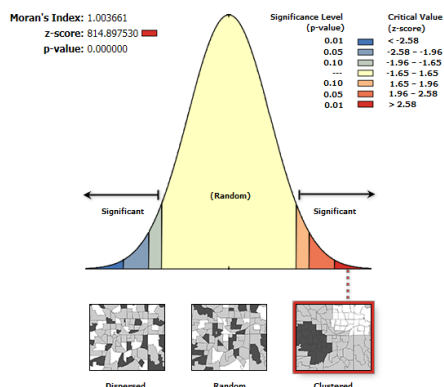 Moran's Index: 1.003661
z-score: 814.897530
p-value: 0.000000
Significance Level
(p-value)
Critical Value
(z-score)
0.01 < -2.58
0.05 -2.58 – -1.96
0.10 -1.96 – -1.65
--- -1.65 – 1.65
0.10 1.65 – 1.96
0.05 1.96 – 2.58
0.01 > 2.58
(Random)
Significant
Significant
Dispersed
Random
Clustered